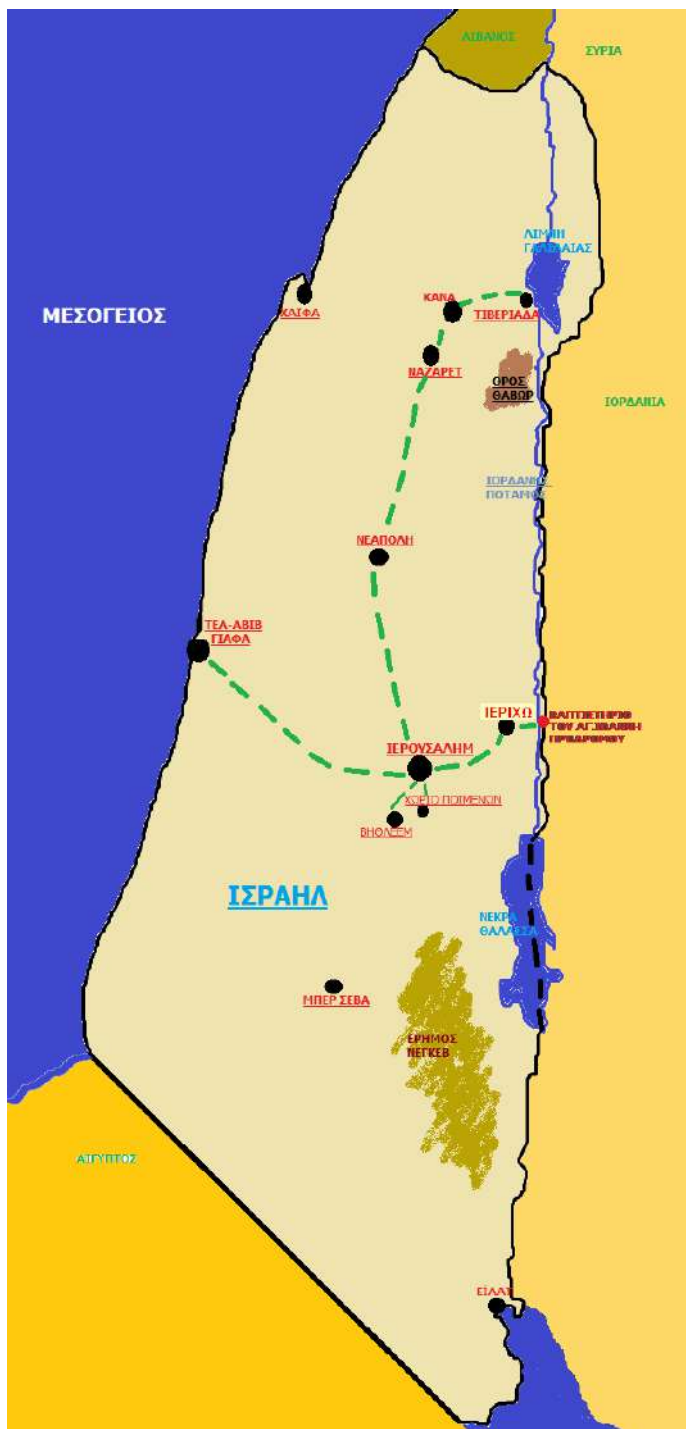 ΛΙΒΑΝΟΣ
ΣΥΡΙΑ
ΛΙΜΝΗ
ΓΑΛΙΛΑΙΑΣ
ΜΕΣΟΓΕΙΟΣ
ΧΑΙΦΑ
ΚΑΝΑ
ΤΙΒΕΡΙΑΔΑ
ΝΑΖΑΡΕΤ
ΟΡΟΣ
ΘΑΒΩΡ
ΙΟΡΔΑΝΙΑ
ΙΟΡΔΑΝΗΣ
ΠΟΤΑΜΟΣ
ΝΕΑΠΟΛΗ
ΤΕΛ-ΑΒΙΒ
ΓΙΑΦΑ
ΙΕΡΙΧΩ
ΒΑΠΤΙΣΤΗΡΙΟ
ΤΟΥ ΑΓ.ΙΩΑΝΝΗ
ΠΡΟΔΡΟΜΟΥ
ΙΕΡΟΥΣΑΛΗΜ
ΧΩΡΙΟ ΠΟΙΜΕΝΩΝ
ΒΗΘΛΕΕΜ
ΙΣΡΑΗΛ
ΝΕΚΡΑ
ΘΑΛΑΣΣΑ
ΜΠΕΡ ΣΕΒΑ
ΕΡΗΜΟΣ
ΝΕΓΚΕΒ
ΑΙΓΥΠΤΟΣ
ΕΙΛΑΤ